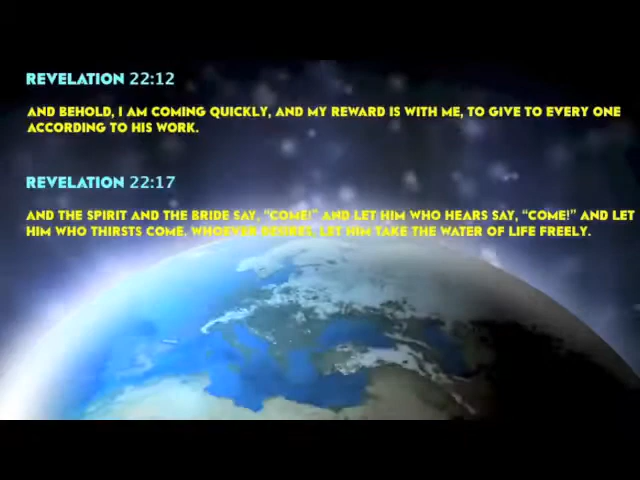 REVELATION 22:12
AND BEHOLD, I AM COMING QUICKLY, AND MY REWARD IS WITH ME, TO GIVE TO EVERY ONE
ACCORDING TO HIS WORK.
REVELATION 22:17
AND THE SPIRIT AND THE BRIDE SAY, "COME!" AND LET HIM WHO HEARS SAY, "COME!" AND LET
HIM WHO THIRSTS COME. WHOEVER DESIRES, LET HIM TAKE THE WATER OF LIFE FREELY.